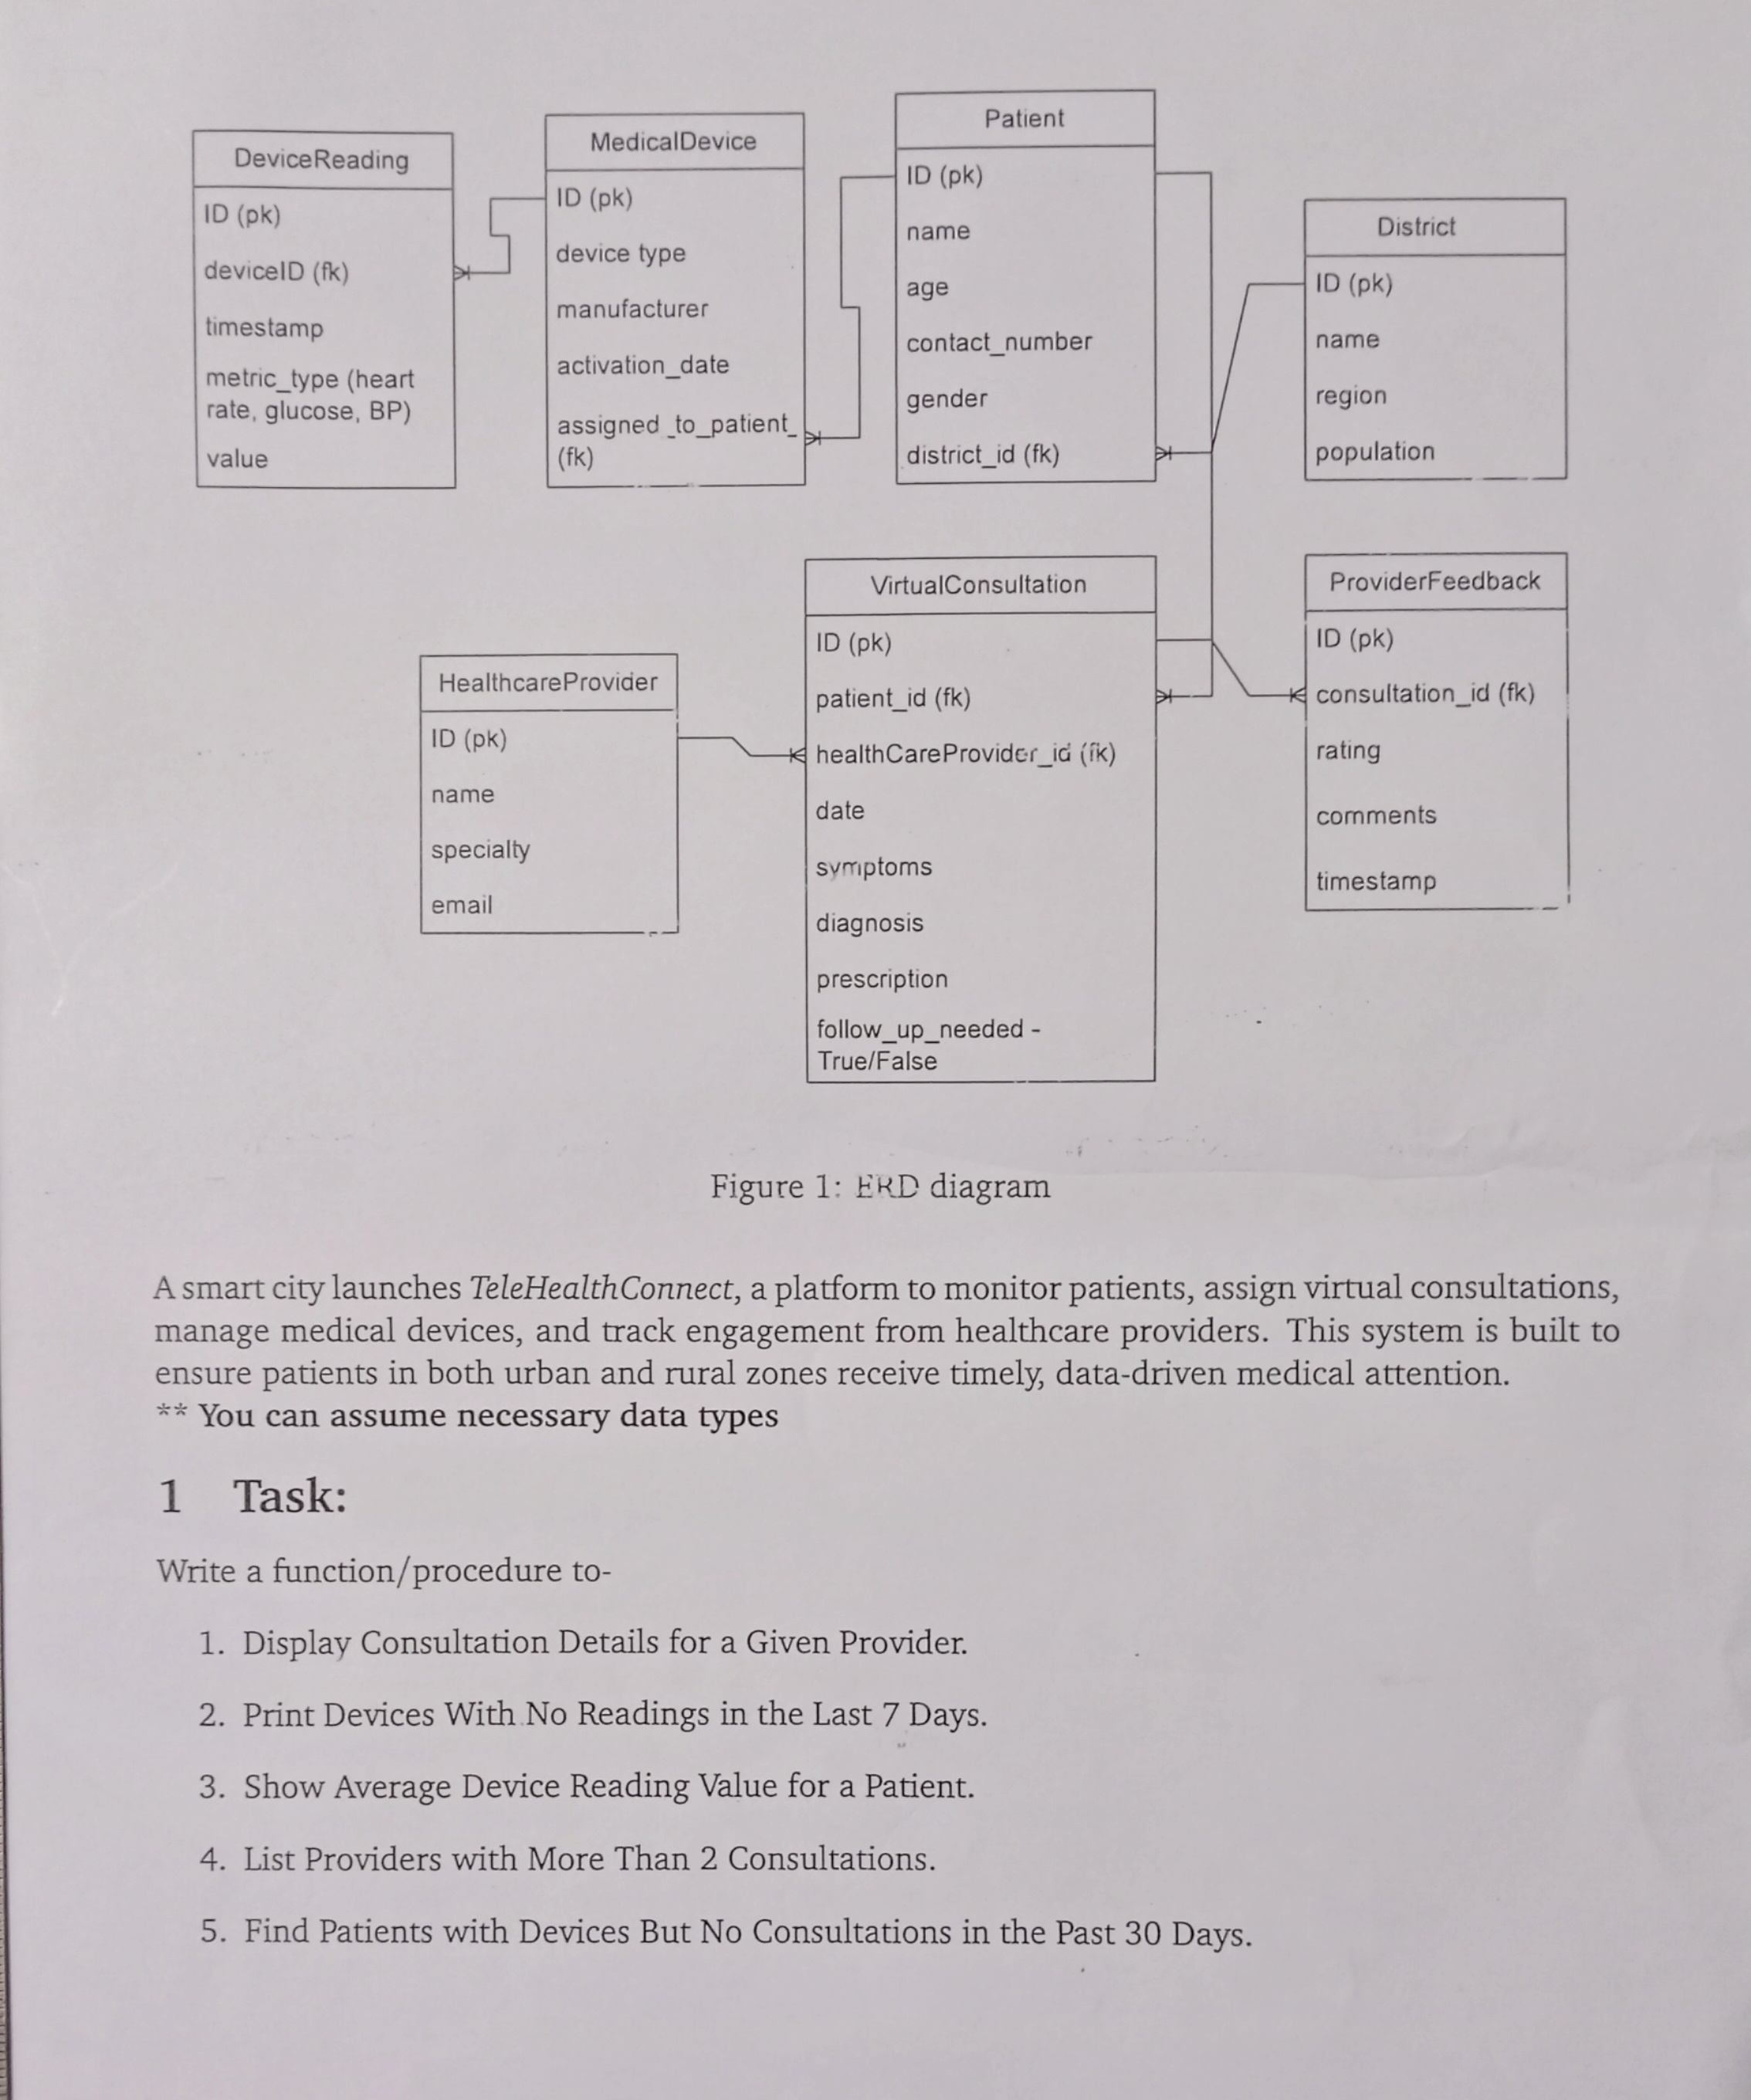 DeviceReading
ID (pk)
deviceID (fk)
timestamp
metric_type (heart
rate, glucose, BP)
value
MedicalDevice
ID (pk)
device type
manufacturer
activation_date
assigned_to_patient_
(fk)
Patient
ID (pk)
name
age
contact_number
gender
district_id (fk)
District
ID (pk)
name
region
population
HealthcareProvider
ID (pk)
name
specialty
email
VirtualConsultation
ID (pk)
patient_id (fk)
healthCareProvider_id (fk)
date
symptoms
diagnosis
prescription
follow_up_needed -
True/False
ProviderFeedback
ID (pk)
consultation_id (fk)
rating
comments
timestamp
Figure 1: ERD diagram
A smart city launches TeleHealthConnect, a platform to monitor patients, assign virtual consultations,
manage medical devices, and track engagement from healthcare providers. This system is built to
ensure patients in both urban and rural zones receive timely, data-driven medical attention.
** You can assume necessary data types
1 Task:
Write a function/procedure to-
1. Display Consultation Details for a Given Provider.
2. Print Devices With No Readings in the Last 7 Days.
3. Show Average Device Reading Value for a Patient.
4. List Providers with More Than 2 Consultations.
5. Find Patients with Devices But No Consultations in the Past 30 Days.